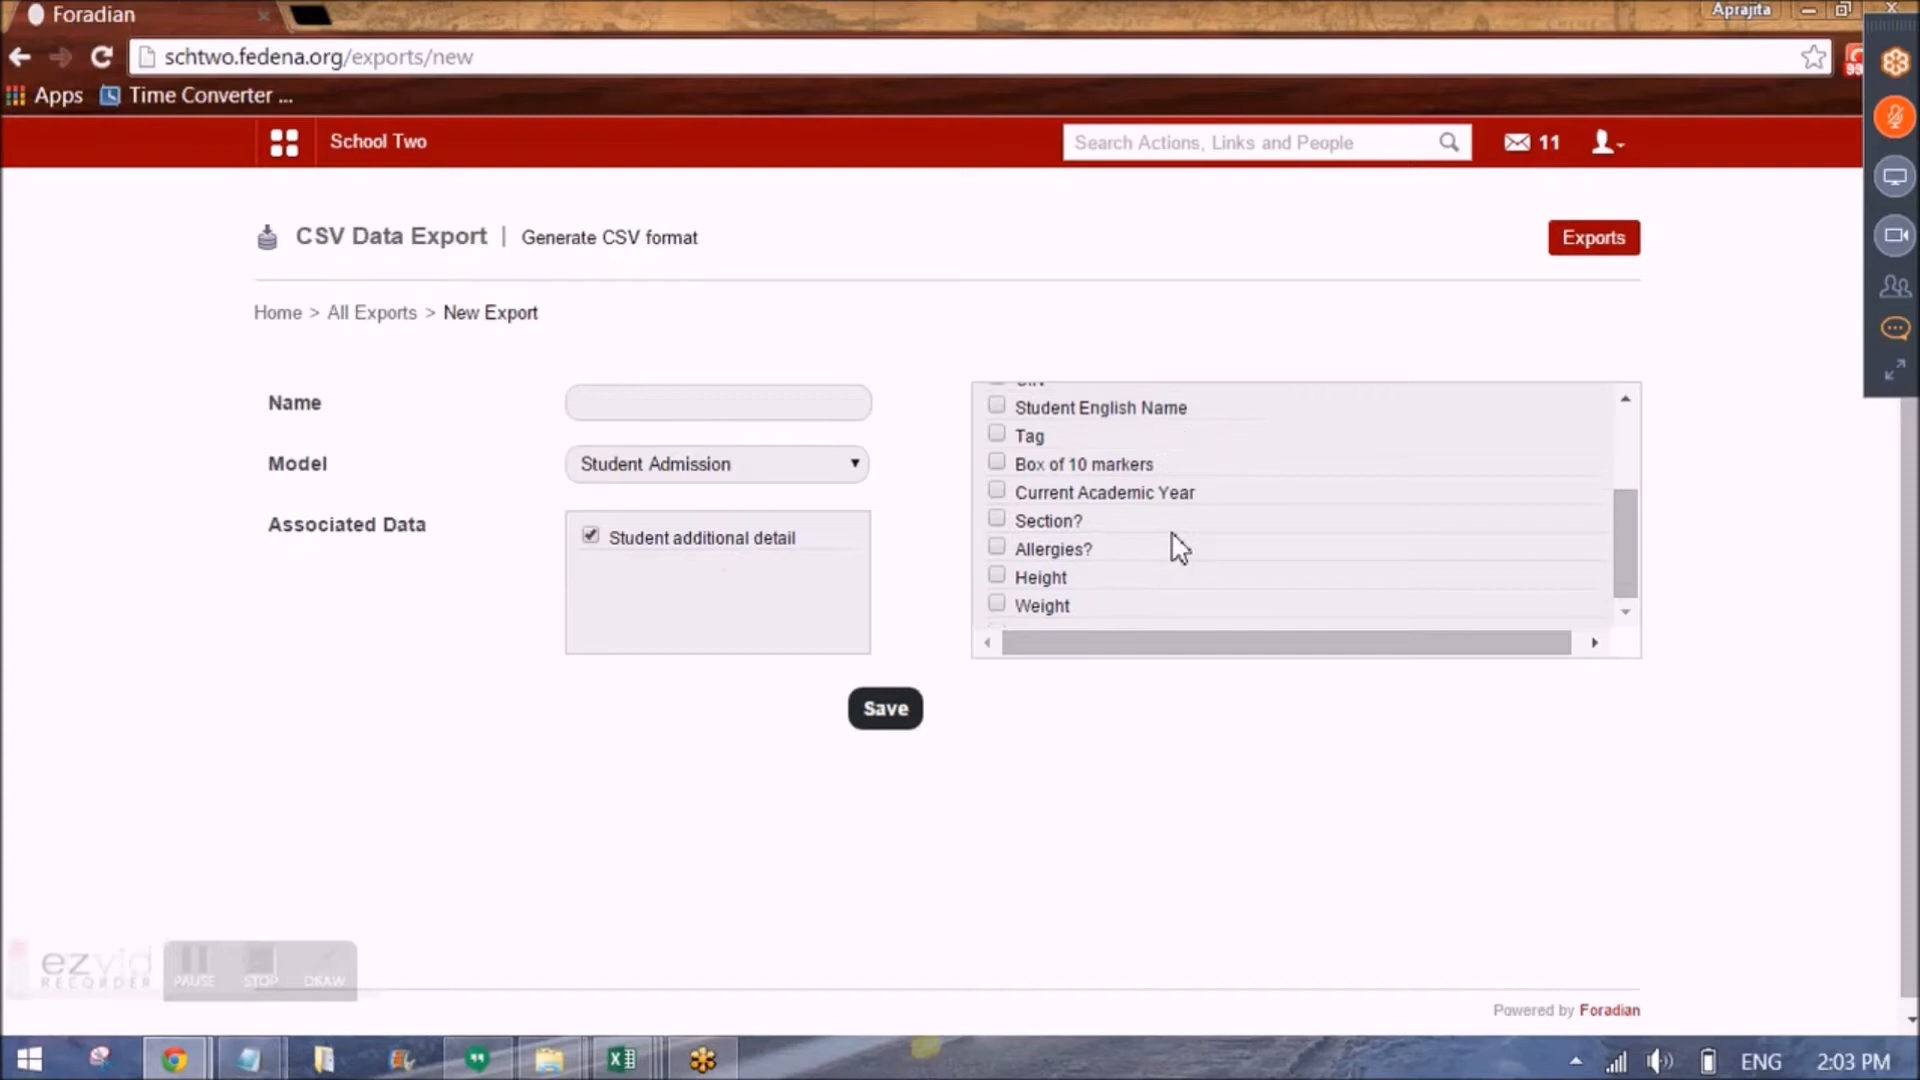 Foradian
Aprajita
schtwo.fedena.org/exports/new
Apps
Time Converter ...
99
School Two
Search Actions, Links and People
11
CSV Data Export | Generate CSV format
Exports
Home > All Exports > New Export
Name
Model
Student Admission
Associated Data
Student additional detail
Student English Name
Tag
Box of 10 markers
Current Academic Year
Section?
Allergies?
Height
Weight
Save
ezvid
RECORDER
PAUSE
STOP
DRAW
Powered by Foradian
ENG
2:03 PM